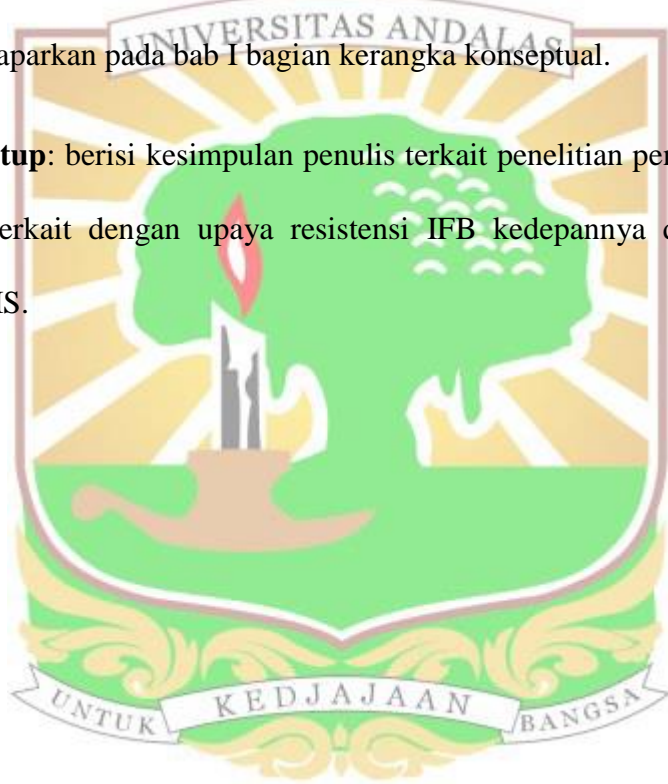 UNIVERSITAS ANDALAS
aparkan pada bab I bagian kerangka konseptual.
tup: berisi kesimpulan penulis terkait penelitian pe
erkait dengan upaya resistensi IFB kedepannya
IS.
UNTUK KEDJAJAAN BANGSA